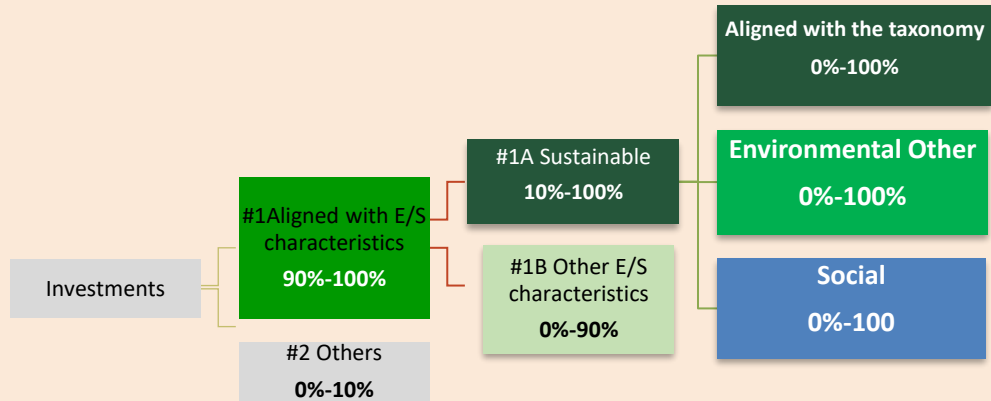 Investments
#1Aligned with E/S
characteristics
90%-100%
#2 Others
0%-10%
#1A Sustainable
10%-100%
#1B Other E/S
characteristics
0%-90%
Aligned with the taxonomy
0%-100%
Environmental Other
0%-100%
Social
0%-100